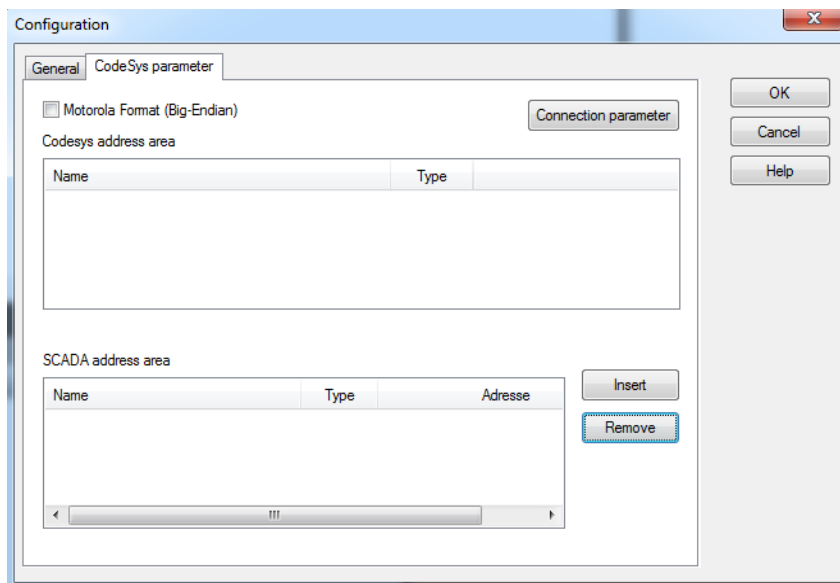 Configuration
General CodeSys parameter
OK
Motorola Format (Big-Endian)
Connection parameter
Cancel
Codesys address area
Name Type
Help
SCADA address area
Name Type Adresse
Insert
Remove